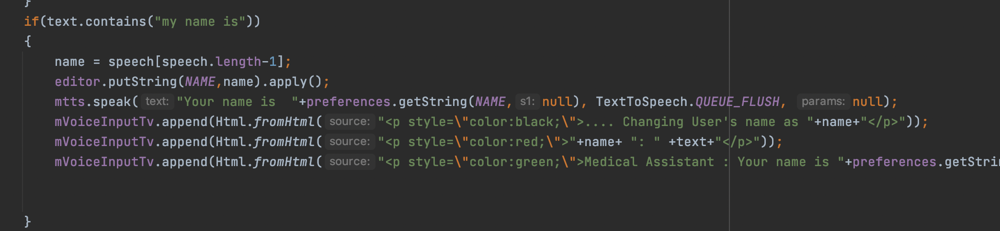 }
if(text.contains("my name is"))
{
name = speech[speech.length-1];
editor.putString(NAME,name).apply();
mtts.speak( text: "Your name is  "+preferences.getString(NAME, s1: null), TextToSpeech.QUEUE_FLUSH, params: null);
mVoiceInputTv.append(Html.fromHtml( source: "<p style=\"color:black;\">.... Changing User's name as "+name+"</p>"));
mVoiceInputTv.append(Html.fromHtml( source: "<p style=\"color:red;\">"+name+ ": " +text+"</p>"));
mVoiceInputTv.append(Html.fromHtml( source: "<p style=\"color:green;\">Medical Assistant : Your name is "+preferences.getStri
}